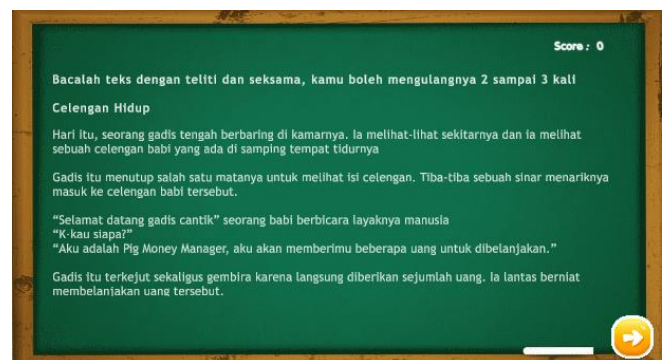 Score : 0
Bacalah teks dengan teliti dan seksama, kamu boleh mengulangnya 2 sampai 3 kali
Celengan Hidup
Hari itu, seorang gadis tengah berbaring di kamarnya. Ia melihat-lihat sekitarnya dan ia melihat
sebuah celengan babi yang ada di samping tempat tidurnya
Gadis itu menutup salah satu matanya untuk melihat isi celengan. Tiba-tiba sebuah sinar menariknya
masuk ke celengan babi tersebut.
“Selamat datang gadis cantik” seorang babi berbicara layaknya manusia
“K-kau siapa?”
“Aku adalah Pig Money Manager, aku akan memberimu beberapa uang untuk dibelanjakan.”
Gadis itu terkejut sekaligus gembira karena langsung diberikan sejumlah uang. Ia lantas berniat
membelanjakan uang tersebut.